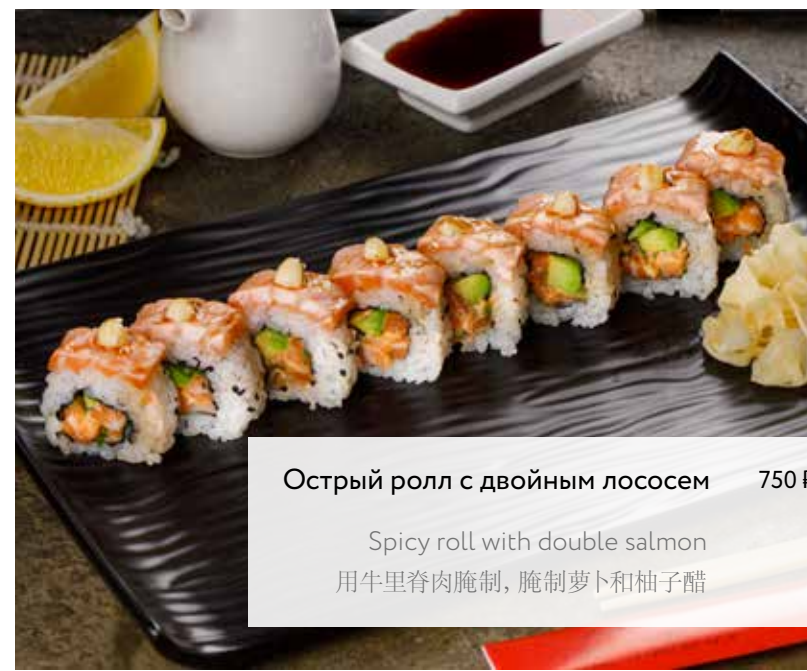 Острый ролл с двойным лососем 750 ₽
Spicy roll with double salmon
用牛里脊肉腌制, 腌制萝卜和柚子醋